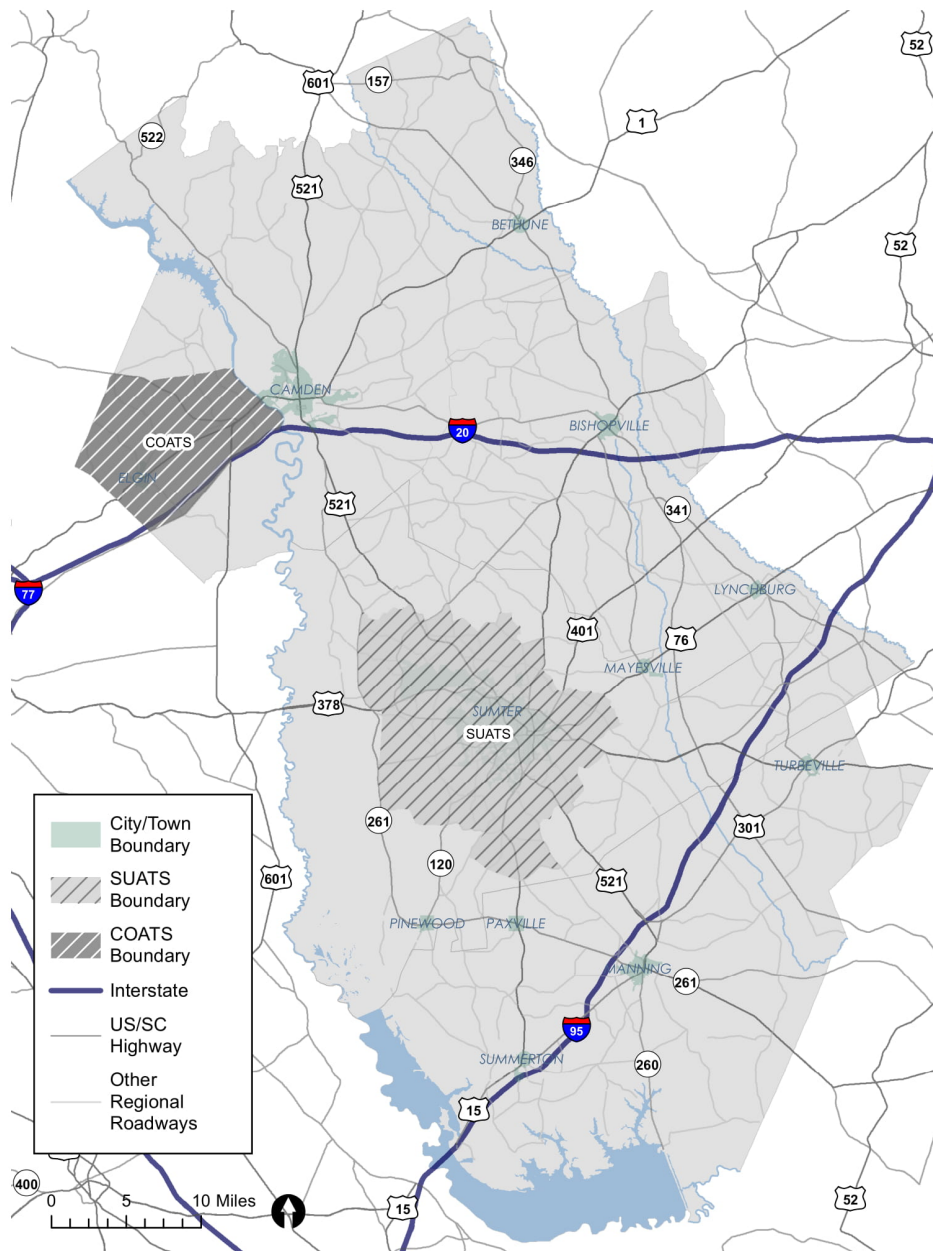 52
601
157
1
522
346
521
BETHUNE
52
CAMDEN
COATS
20
BISHOPVILLE
ELGIN
521
341
77
LYNCHBURG
401
76
MAYESVILLE
378
SUMTER
SUATS
TURBEVILLE
261
301
120
601
521
PINEWOOD
PAXVILLE
MANNING
261
95
SUMMERTON
260
15
52
15
400
City/Town
Boundary
SUATS
Boundary
COATS
Boundary
Interstate
US/SC
Highway
Other
Regional
Roadways
0 5 10 Miles